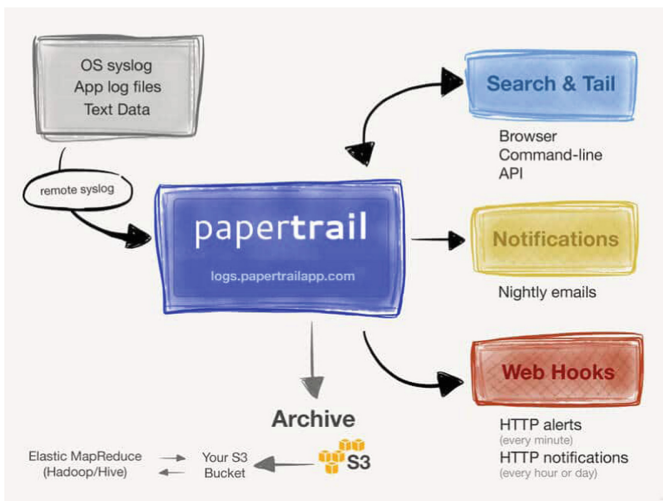 OS syslog
App log files
Text Data
remote syslog
papertrail
logs.papertrailapp.com
Search & Tail
Browser
Command-line
API
Notifications
Nightly emails
Web Hooks
HTTP alerts
(every minute)
HTTP notifications
(every hour or day)
Archive
S3
Your S3
Bucket
Elastic MapReduce
(Hadoop/Hive)